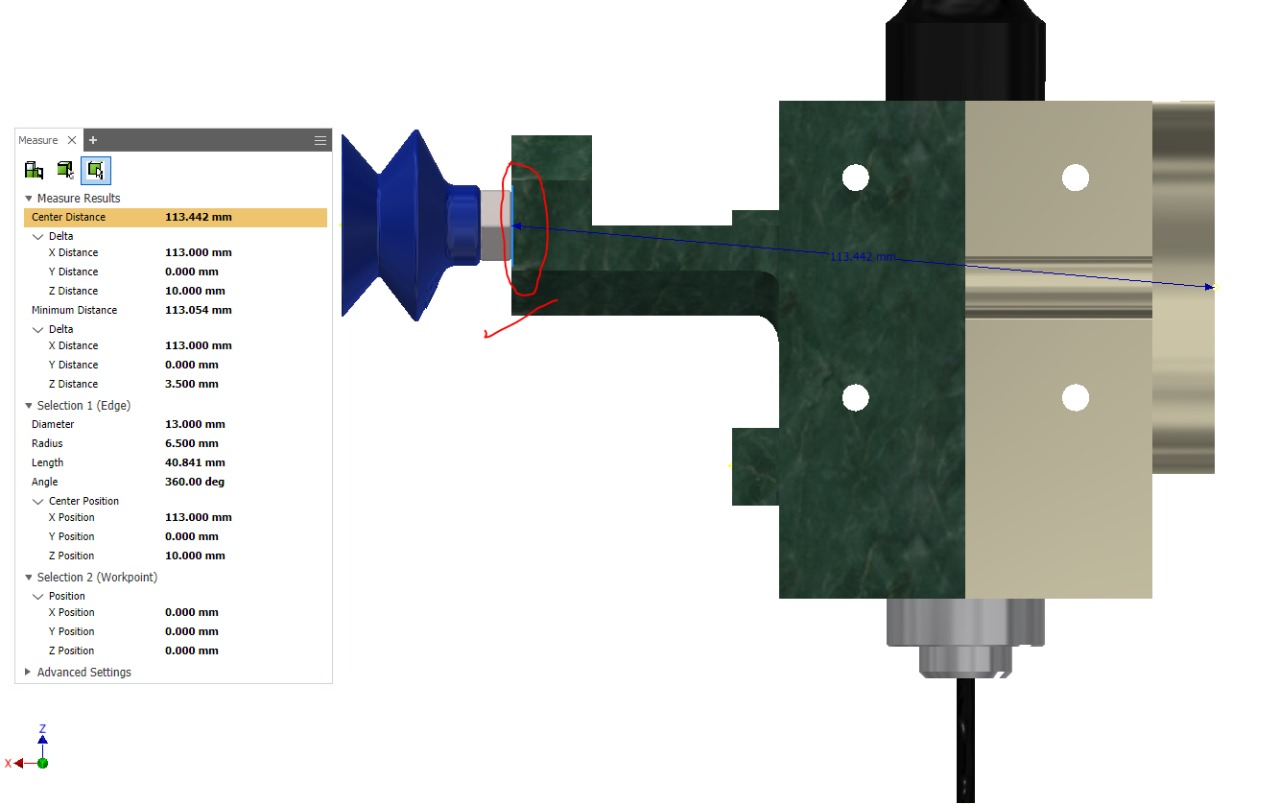 Measure
Measure Results
Center Distance 113.442 mm
Delta
X Distance 113.000 mm
Y Distance 0.000 mm
Z Distance 10.000 mm
Minimum Distance 113.054 mm
Delta
X Distance 113.000 mm
Y Distance 0.000 mm
Z Distance 3.500 mm
Selection 1 (Edge)
Diameter 13.000 mm
Radius 6.500 mm
Length 40.841 mm
Angle 360.00 deg
Center Position
X Position 113.000 mm
Y Position 0.000 mm
Z Position 10.000 mm
Selection 2 (Workpoint)
Position
X Position 0.000 mm
Y Position 0.000 mm
Z Position 0.000 mm
Advanced Settings
113.442 mm
Z
X